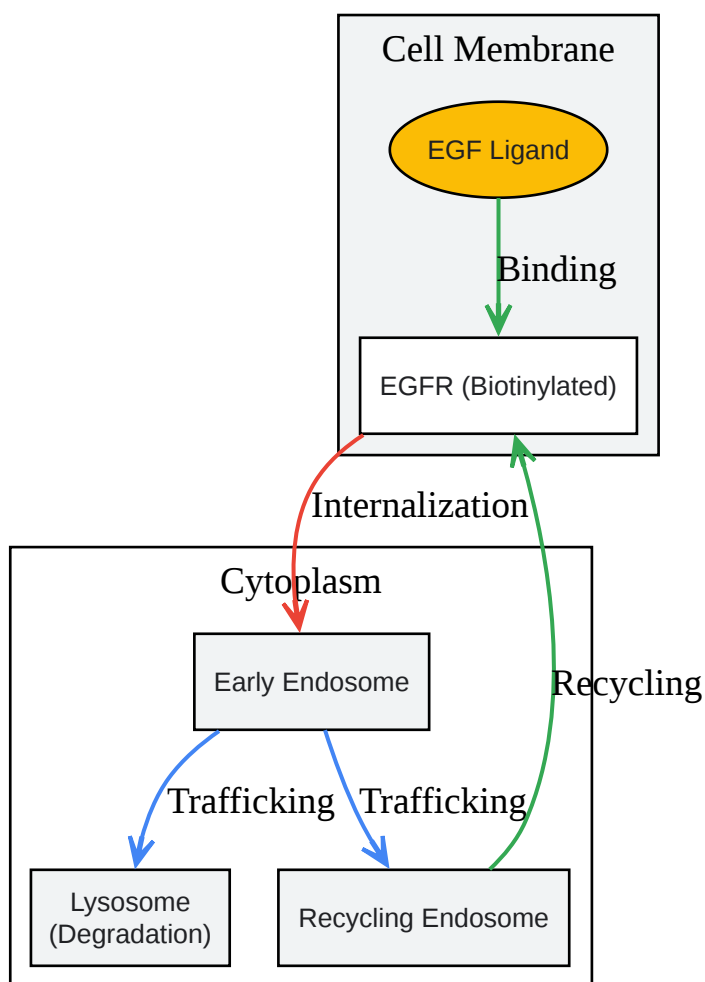 Cell Membrane
EGF Ligand
Binding
EGFR (Biotinylated)
Internalization
Cytoplasm
Early Endosome
Recycling
Trafficking
Trafficking
Lysosome
(Degradation)
Recycling Endosome